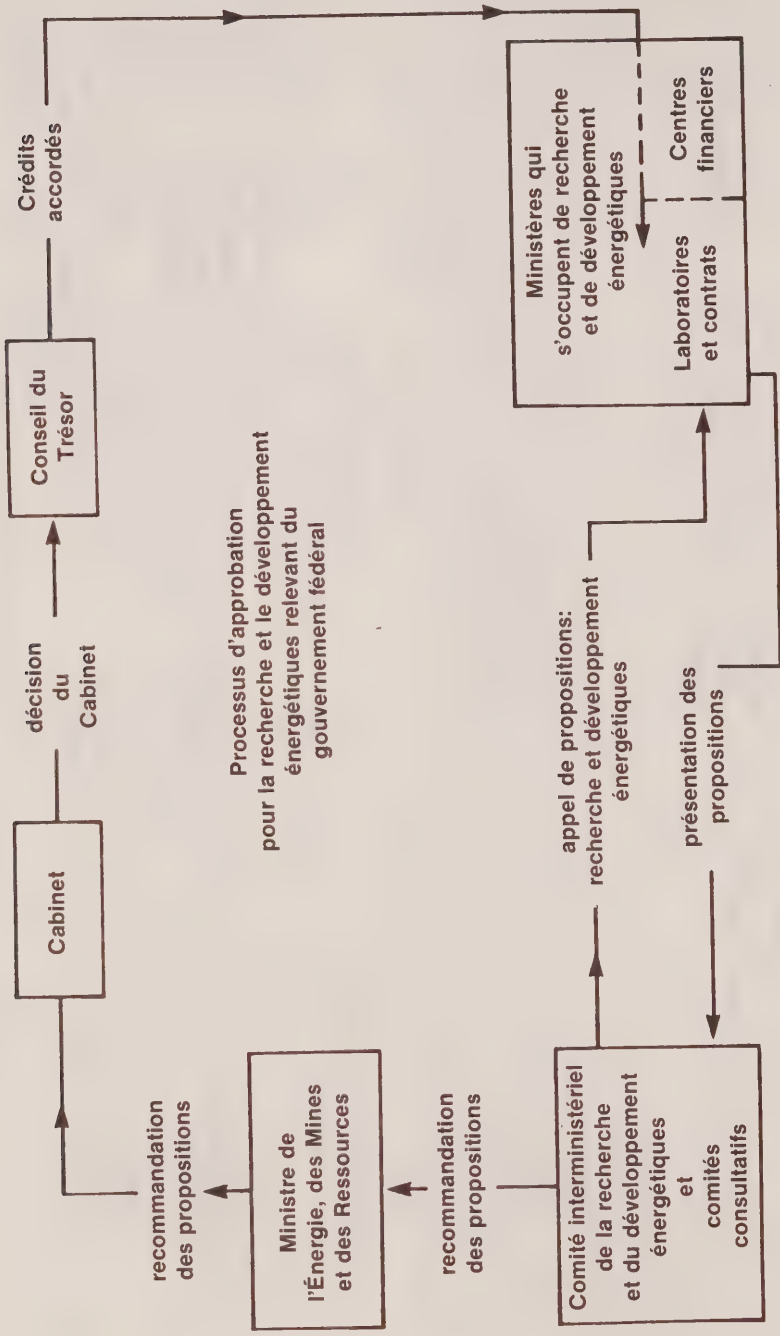 Processus d'approbation
pour la recherche et le développement
énergétiques relevant du
gouvernement fédéral
Cabinet
décision
du
Cabinet
Conseil du
Trésor
Crédits
accordés
recommandation
des propositions
Ministre de
l'Énergie, des Mines
et des Ressources
recommandation
des propositions
Comité interministériel
de la recherche
et du développement
énergétiques
et
comités
consultatifs
appel de propositions:
recherche et développement
énergétiques
présentation des
propositions
Ministères qui
s'occupent de recherche
et de développement
énergétiques
Laboratoires
et contrats
Centres
financiers